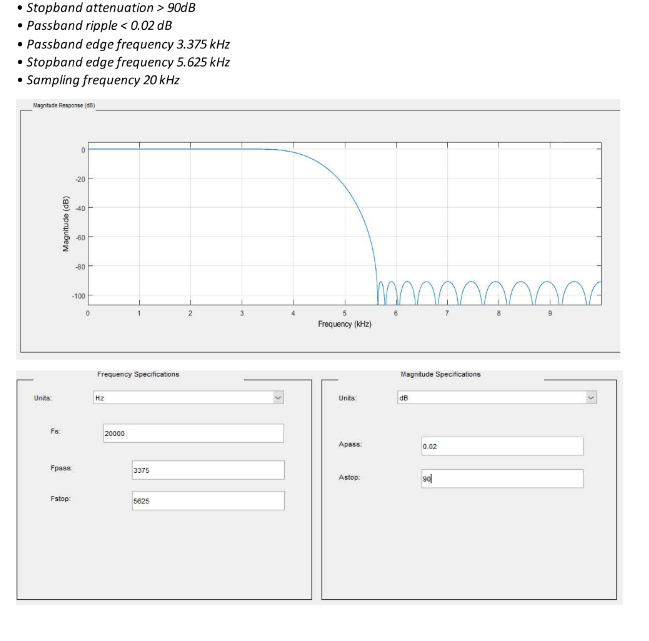 • Stopband attenuation > 90dB
• Passband ripple < 0.02 dB
• Passband edge frequency 3.375 kHz
• Stopband edge frequency 5.625 kHz
• Sampling frequency 20 kHz
Magnitude Response (dB)
0
-20
-40
-60
-80
-100
Magnitude (dB)
0 1 2 3 4 5 6 7 8 9
Frequency (kHz)
Frequency Specifications
Units: Hz
Fs: 20000
Fpass: 3375
Fstop: 5625
Magnitude Specifications
Units: dB
Apass: 0.02
Astop: 90